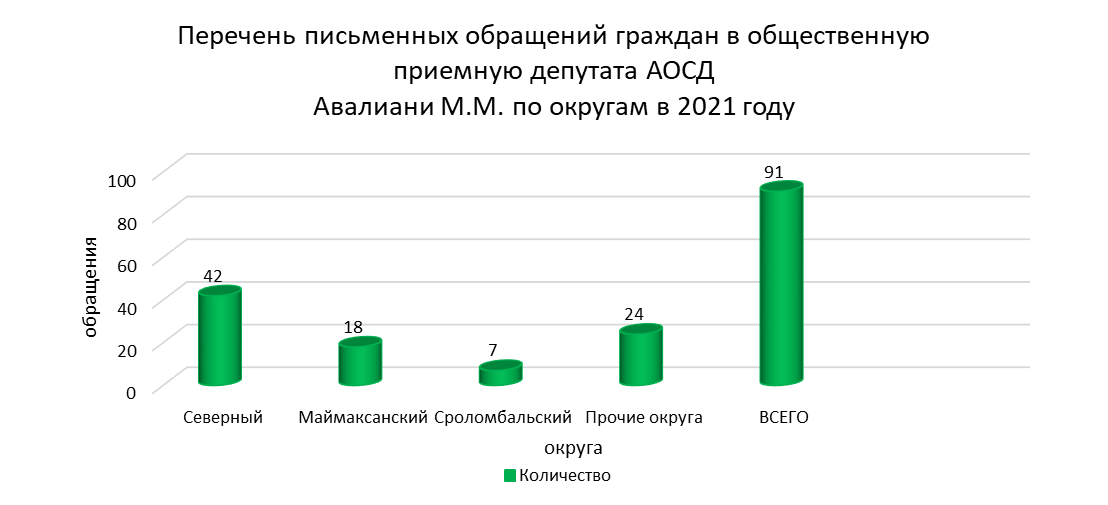 Перечень письменных обращений граждан в общественную
приемную депутата АОСД
Авалиани М.М. по округам в 2021 году
обращения
100
80
60
40
20
0
42
18
7
24
91
Северный
Маймаксанский
Сроломбальский
Прочие округа
ВСЕГО
округа
Количество